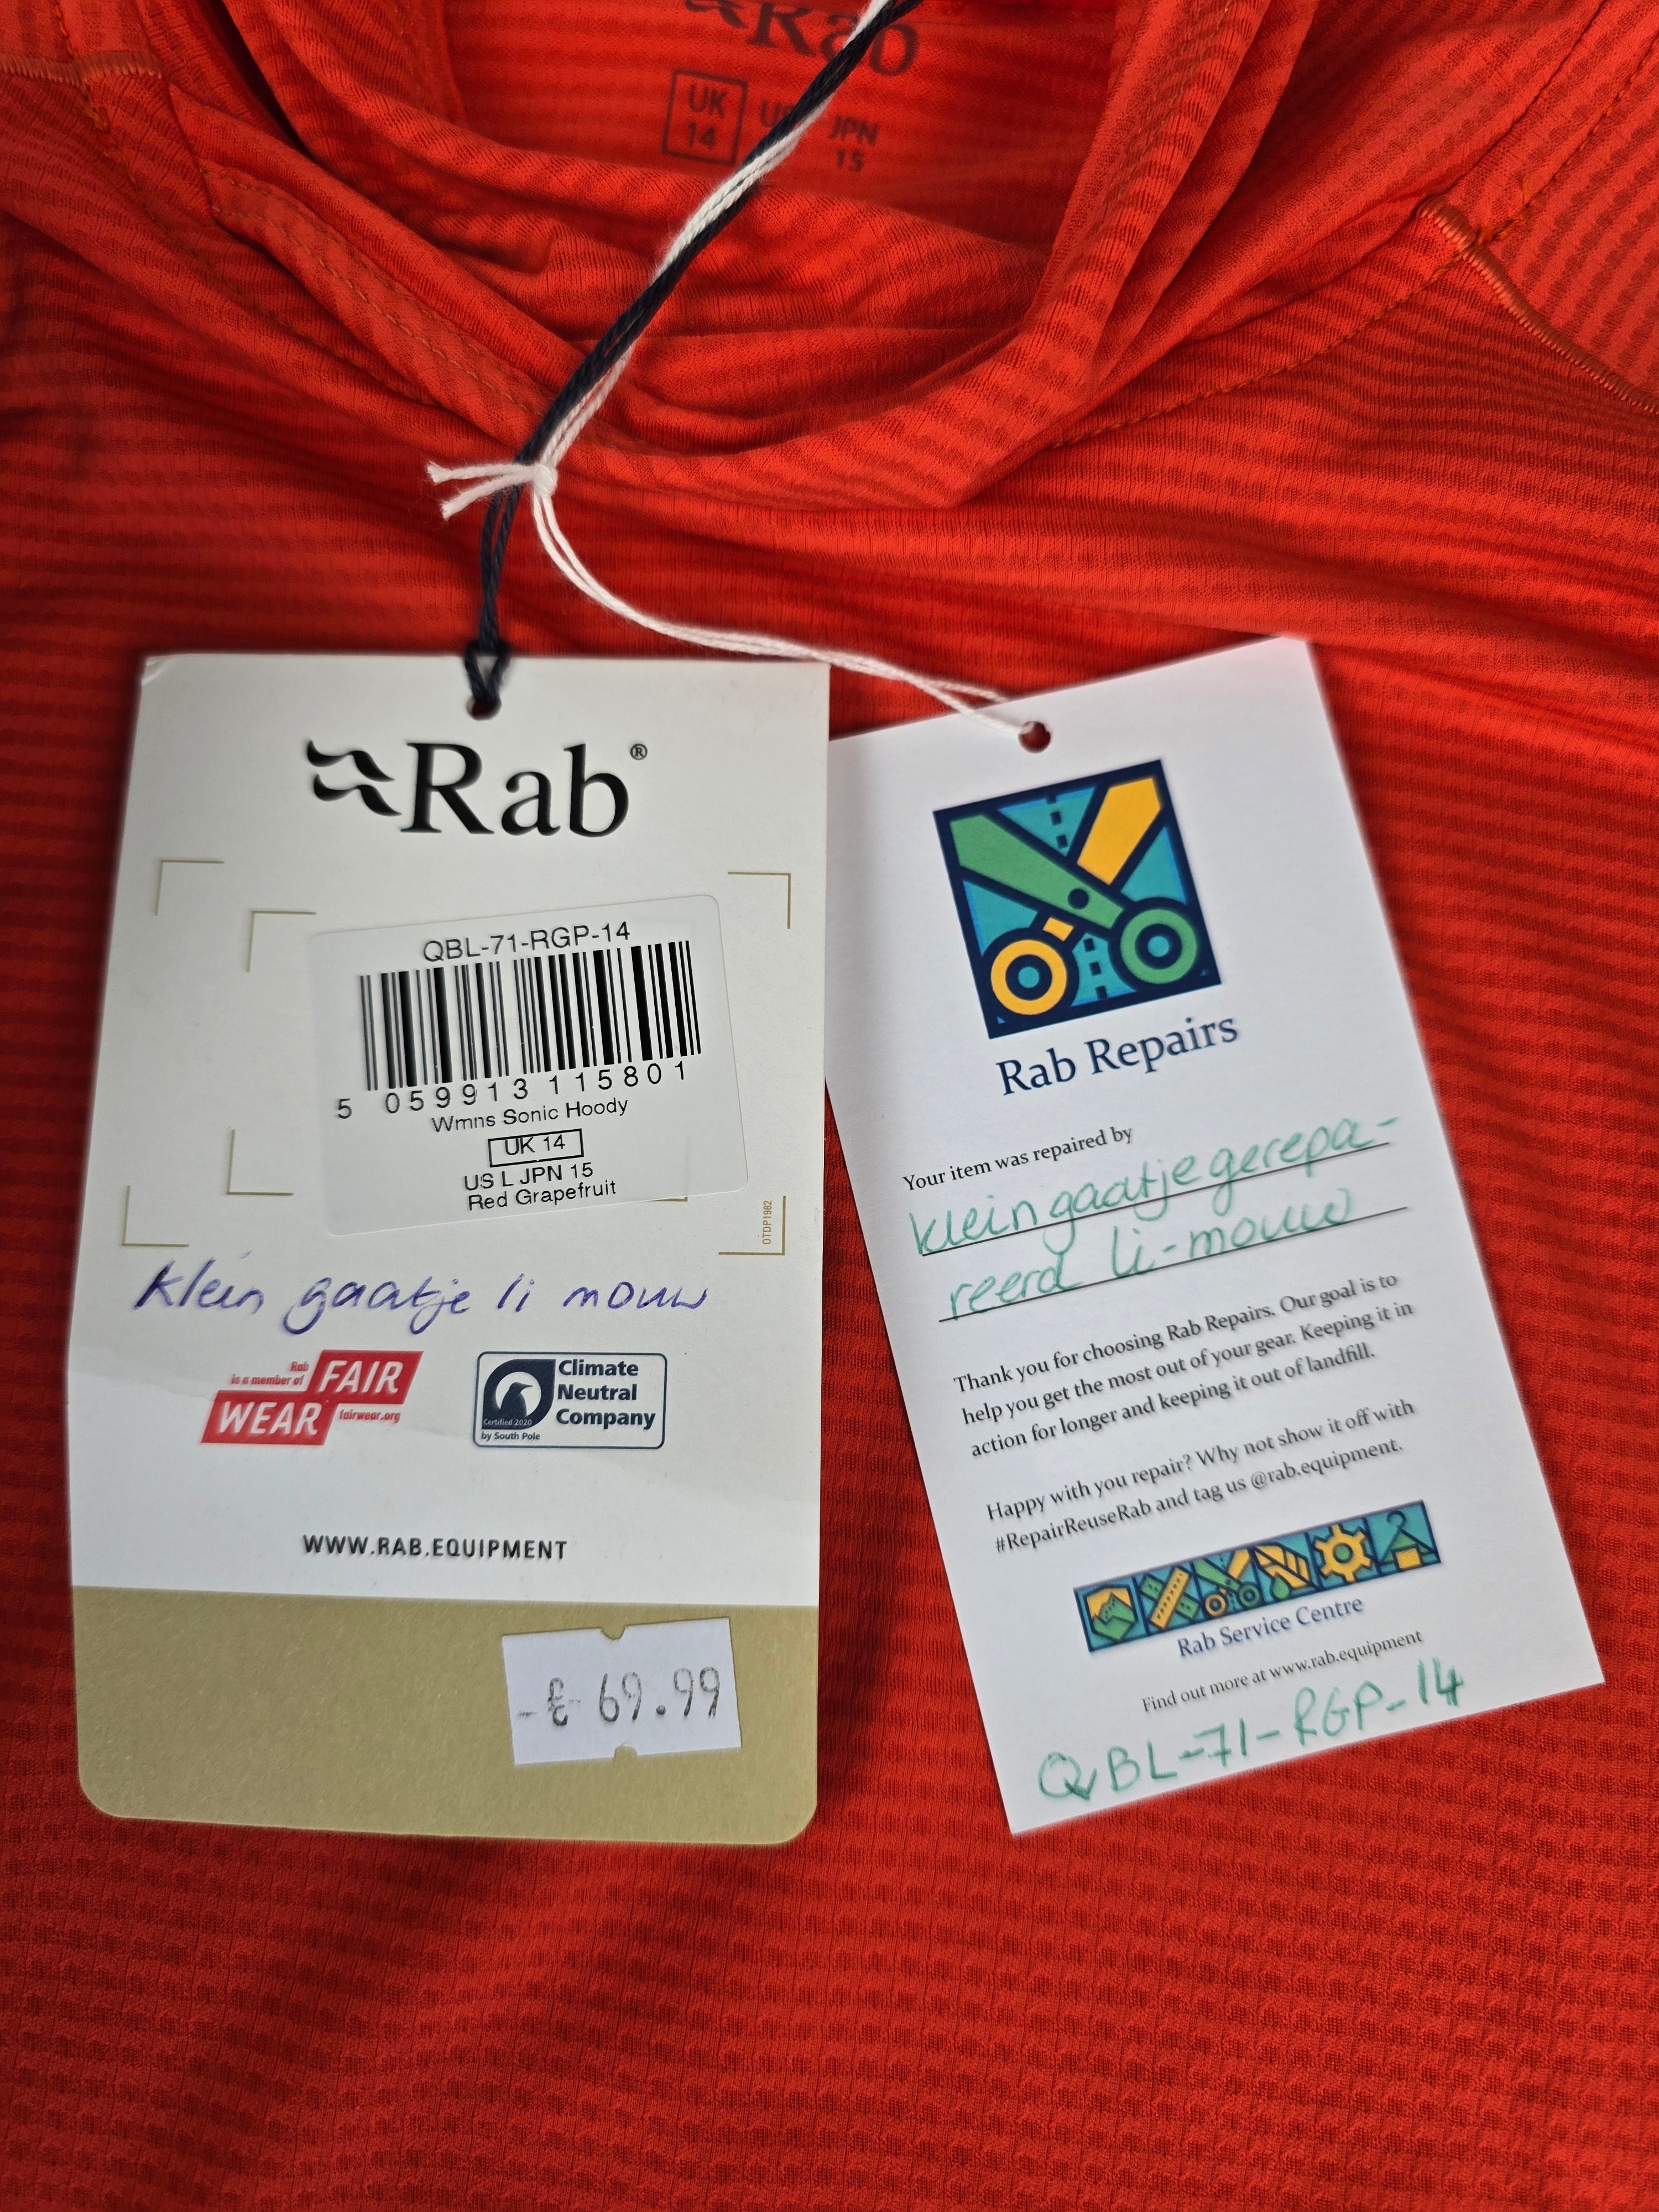 Rab
UK 14
JPN 15
Rab®
QBL-71-RGP-14
5 059913 115801
Wmns Sonic Hoody
UK 14
US L JPN 15
Red Grapefruit
OTDP1982
Klein gaatje li mouw
Rab
is a member of
FAIR
WEAR
fairwear.org
Climate
Neutral
Company
Certified 2020
by South Pole
WWW.RAB.EQUIPMENT
69.99
Rab Repairs
Your item was repaired by
klein gaatje gerepa-
reerd li-mouw
Thank you for choosing Rab Repairs. Our goal is to
help you get the most out of your gear. Keeping it in
action for longer and keeping it out of landfill.
Happy with you repair? Why not show it off with
#RepairReuseRab and tag us @rab.equipment.
Rab Service Centre
Find out more at www.rab.equipment
QBL-71-RGP-14